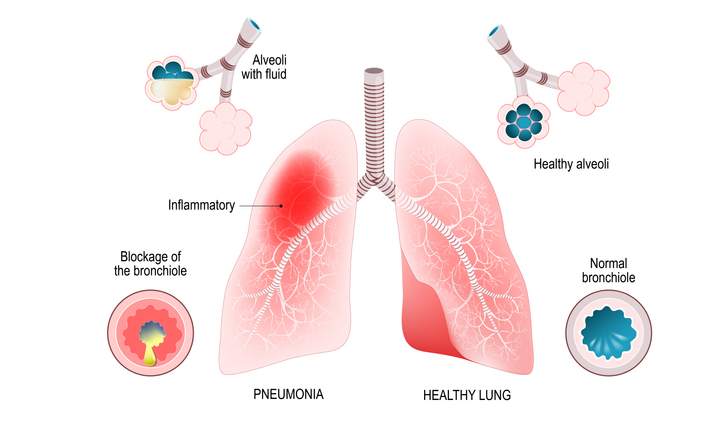 Alveoli
with fluid
Healthy alveoli
Inflammatory
Blockage of
the bronchiole
Normal
bronchiole
PNEUMONIA
HEALTHY LUNG